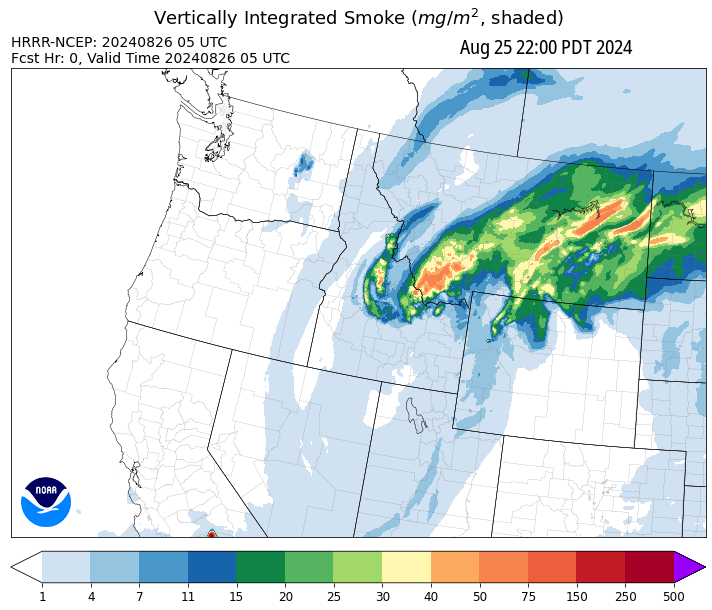 Vertically Integrated Smoke (mg/m², shaded)
HRRR-NCEP: 20240826 05 UTC
Fcst Hr: 0, Valid Time 20240826 05 UTC
Aug 25 22:00 PDT 2024
NOAA
1 4 7 11 15 20 25 30 40 50 75 150 250 500